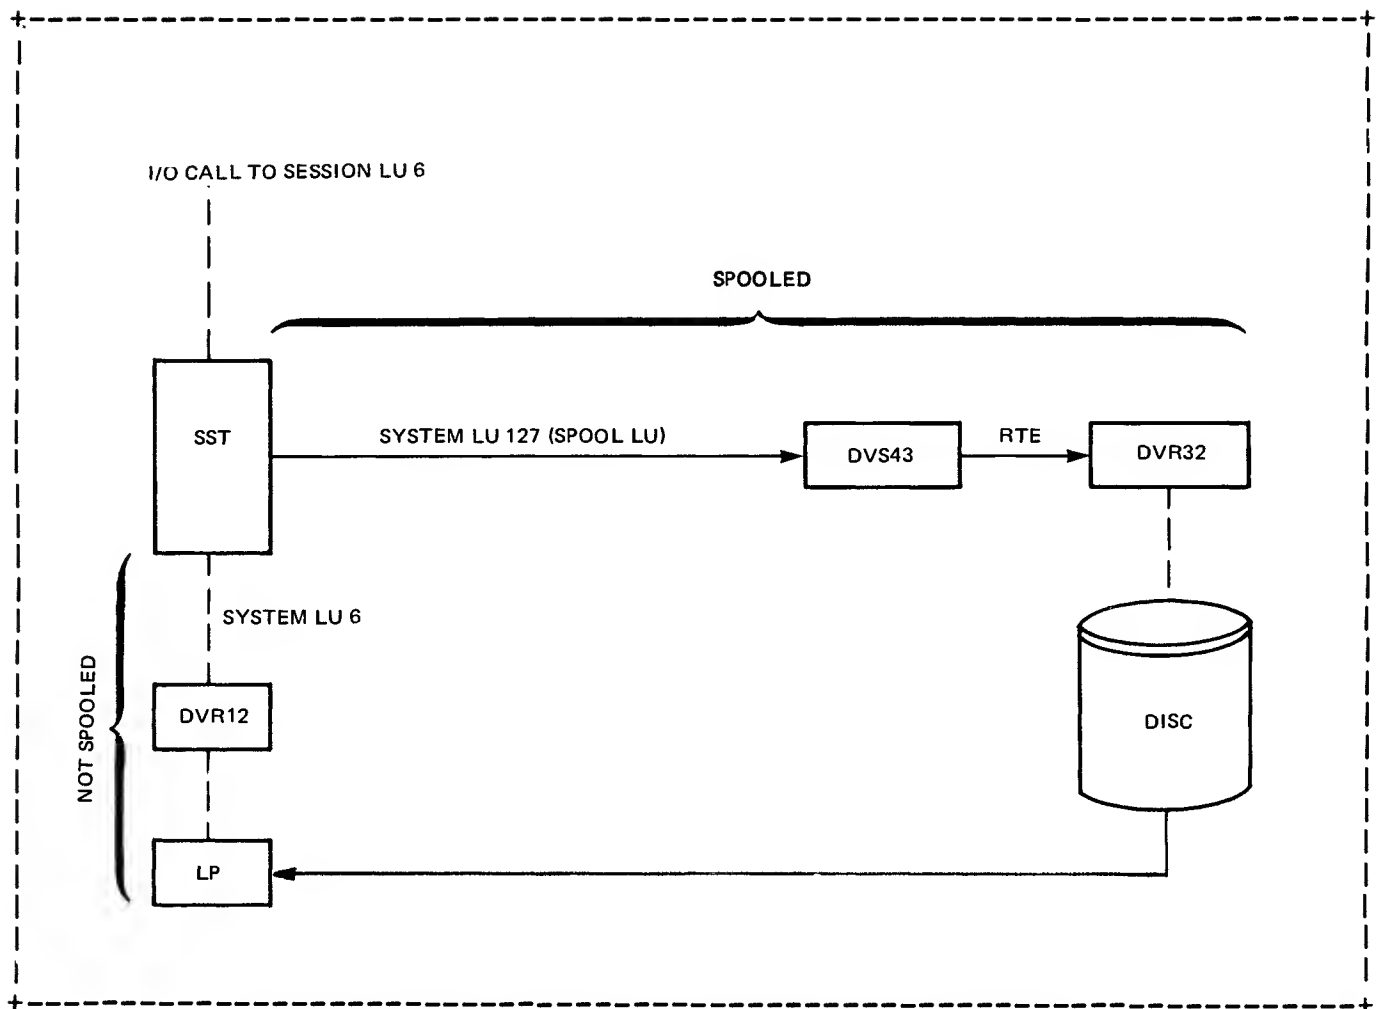 I/O CALL TO SESSION LU 6
SPOOLED
SST
SYSTEM LU 127 (SPOOL LU)
DVS43
RTE
DVR32
SYSTEM LU 6
NOT SPOOLED
DVR12
DISC
LP